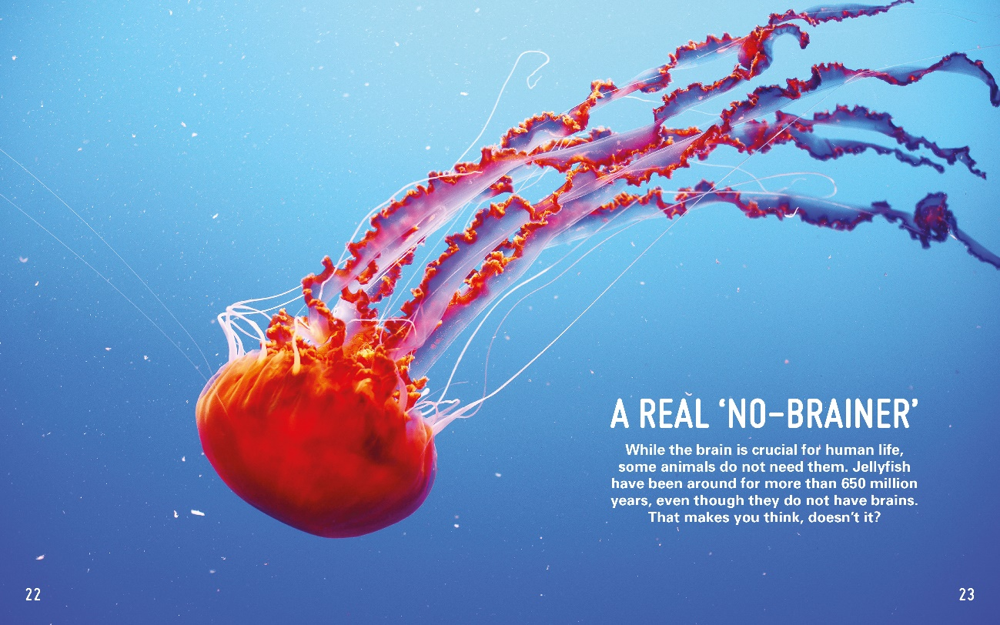 A REAL ‘NO–BRAINER’
While the brain is crucial for human life,
some animals do not need them. Jellyfish
have been around for more than 650 million
years, even though they do not have brains.
That makes you think, doesn’t it?
22
23